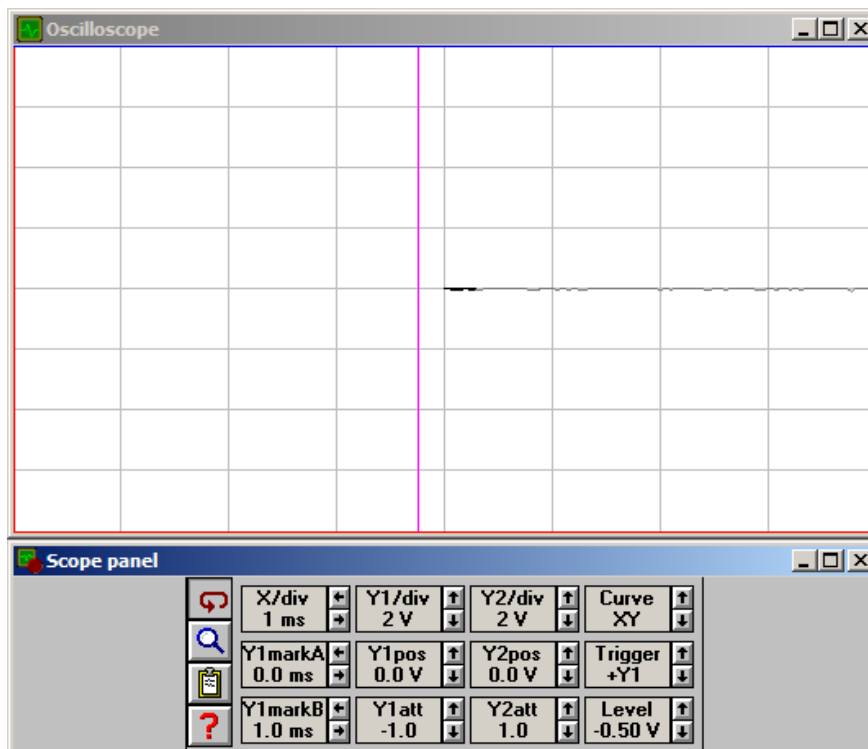 Oscilloscope
Scope panel
X/div Y1/div Y2/div Curve
1 ms 2 V 2 V XY
Y1markA Y1pos Y2pos Trigger
0.0 ms 0.0 V 0.0 V +Y1
Y1markB Y1att Y2att Level
1.0 ms -1.0 1.0 -0.50 V
?